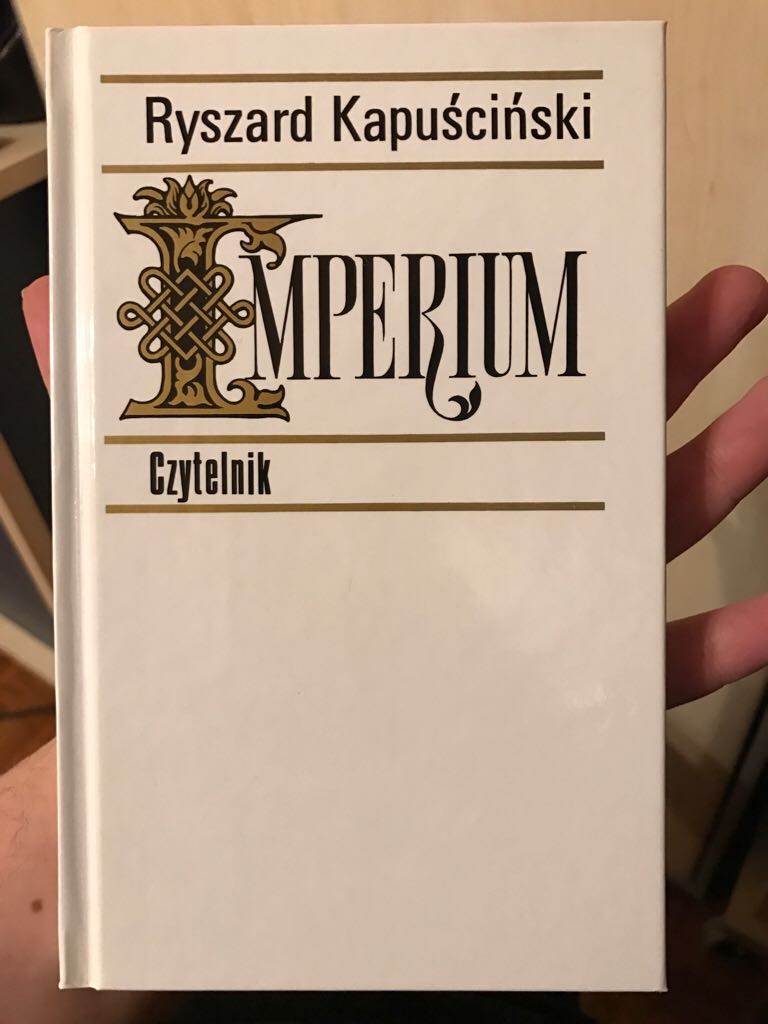 Ryszard Kapuściński
IMPERIUM
Czytelnik